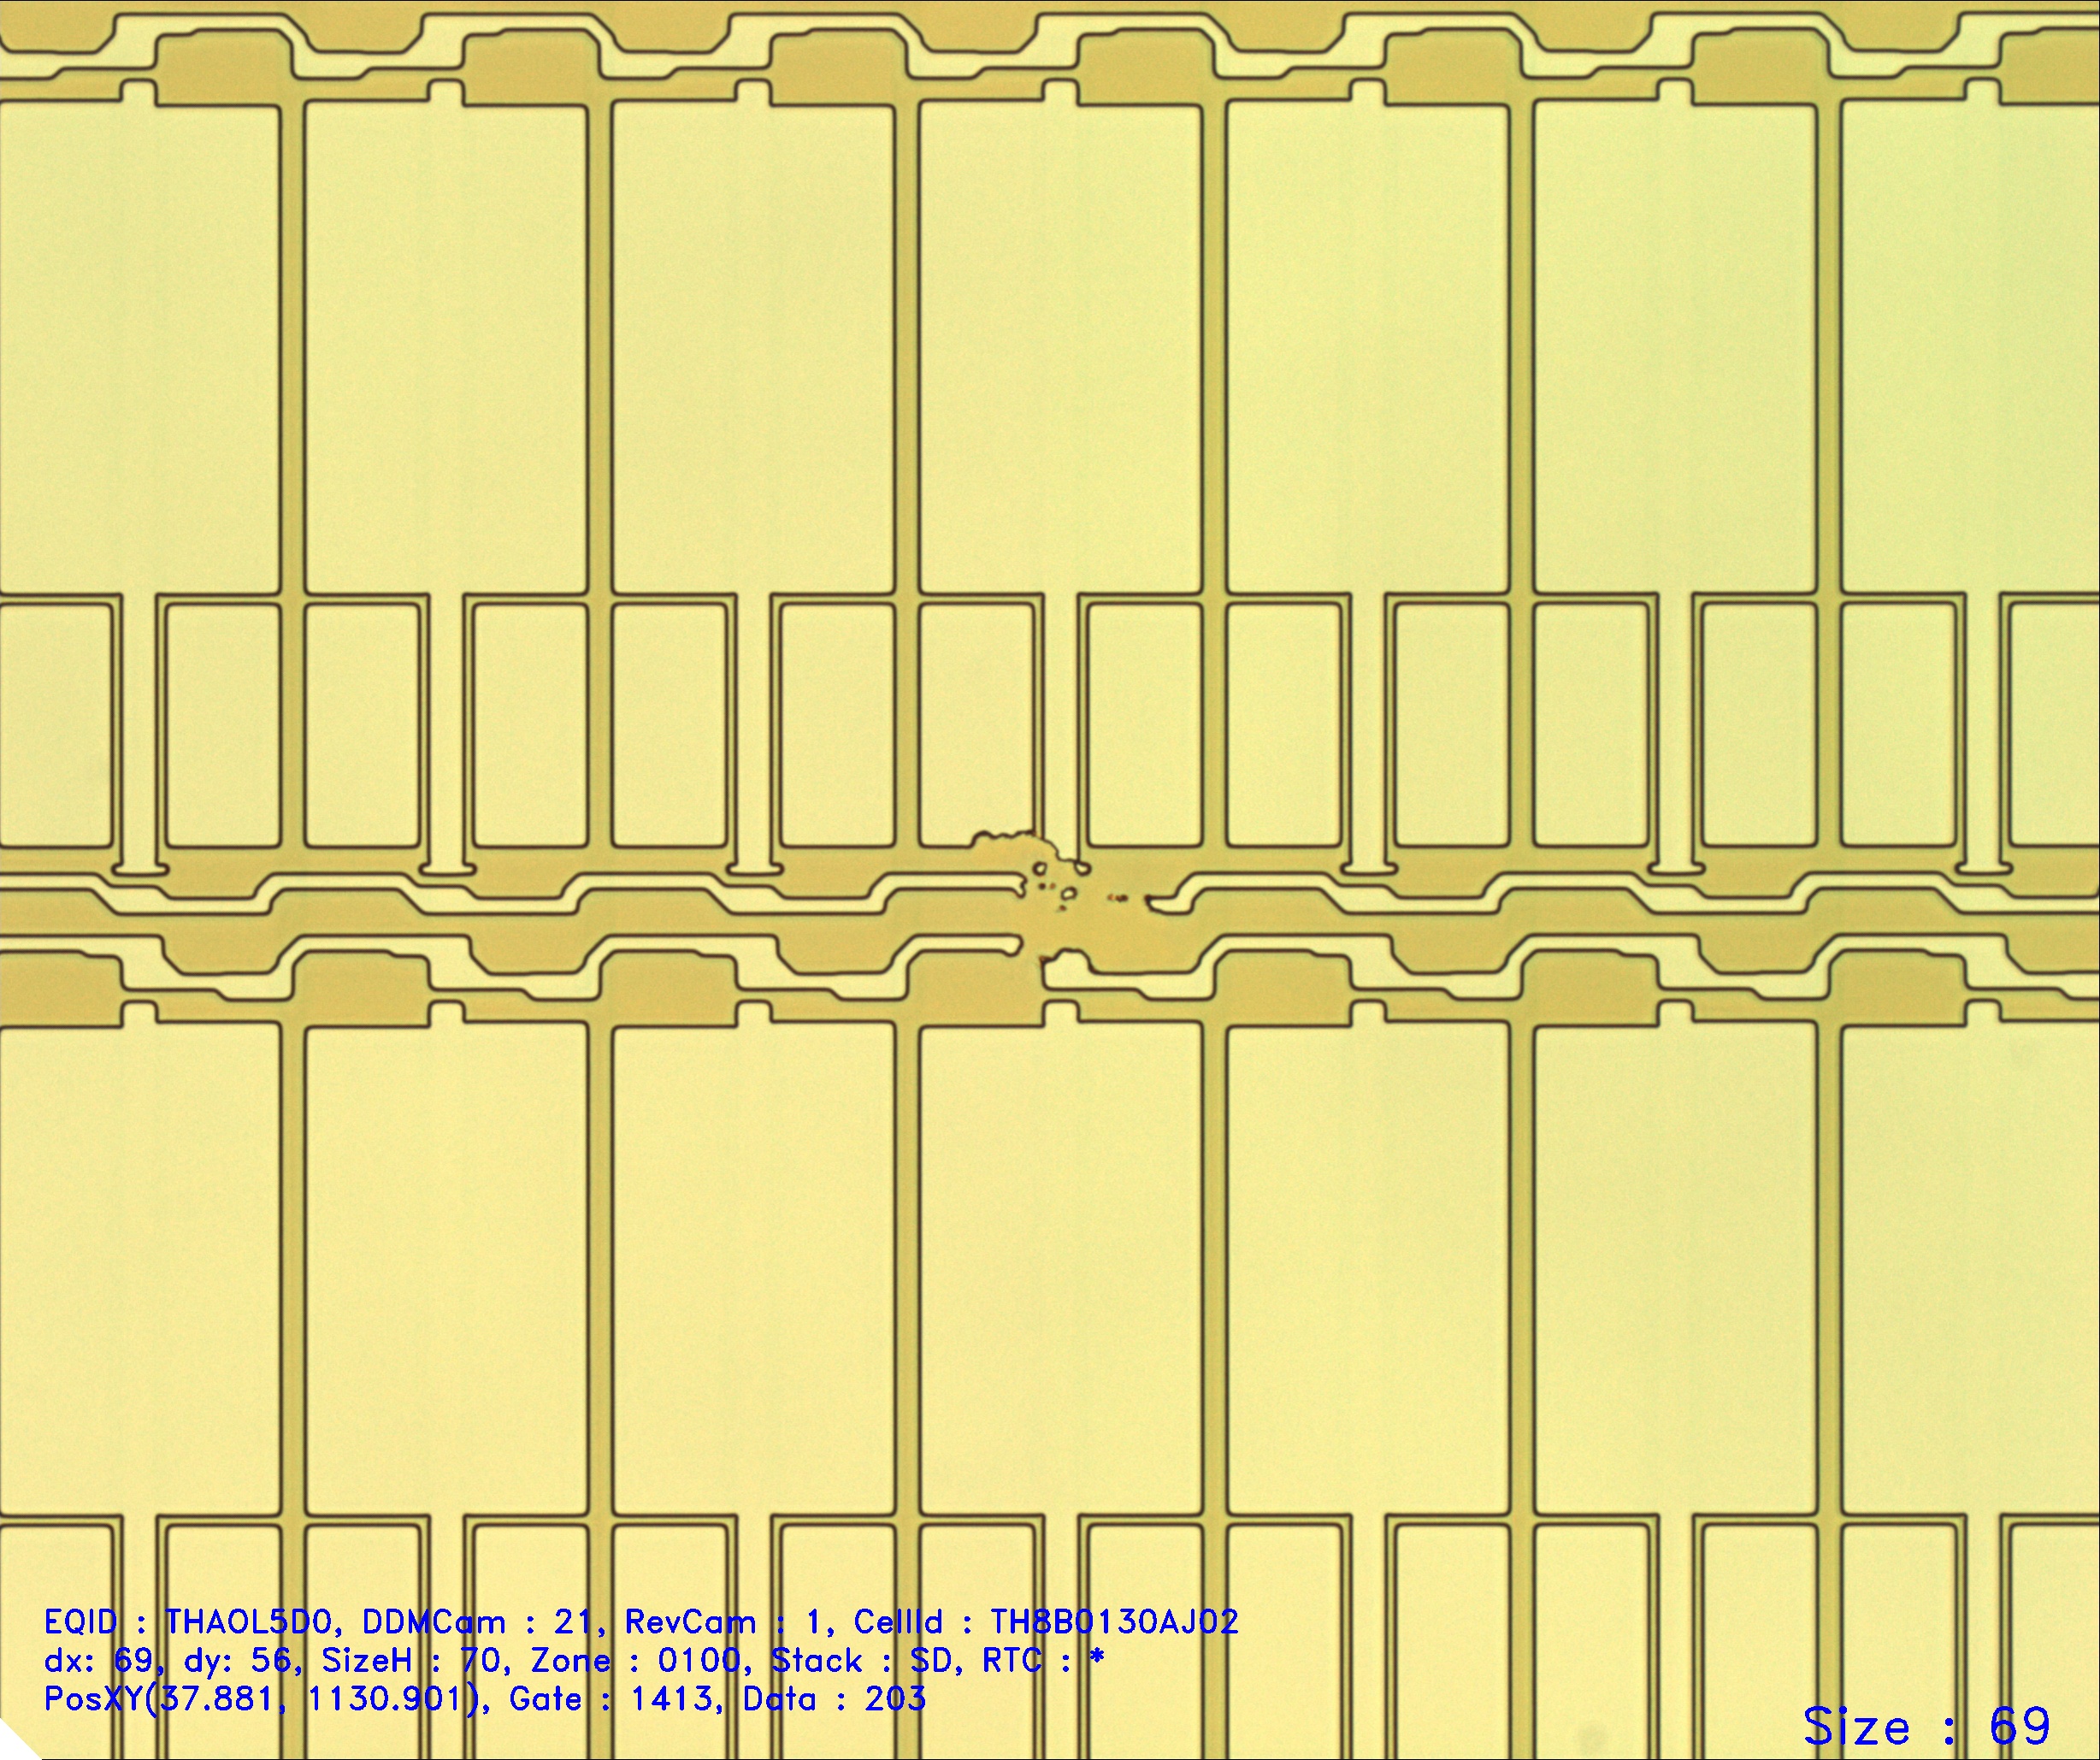 EQID : THAOL5D0, DDMCam : 21, RevCam : 1, CellId : TH8B0130AJ02
dx: 69, dy: 56, SizeH : 70, Zone : 0100, Stack : SD, RTC : *
PosXY(37.881, 1130.901), Gate : 1413, Data : 203
Size : 69